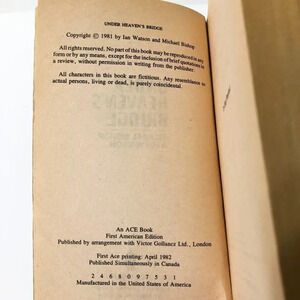 UNDER HEAVEN'S BRIDGE
Copyright © 1981 by Ian Watson and Michael Bishop
All rights reserved. No part of this book may be reproduced in any
form or by any means, except for the inclusion of brief quotations in
a review, without permission in writing from the publisher.
All characters in this book are fictitious. Any resemblance to
actual persons, living or dead, is purely coincidental.
An ACE Book
First American Edition
Published by arrangement with Victor Gollancz Ltd., London
First Ace printing: April 1982
Published Simultaneously in Canada
2 4 6 8 0 9 7 5 3 1
Manufactured in the United States of America